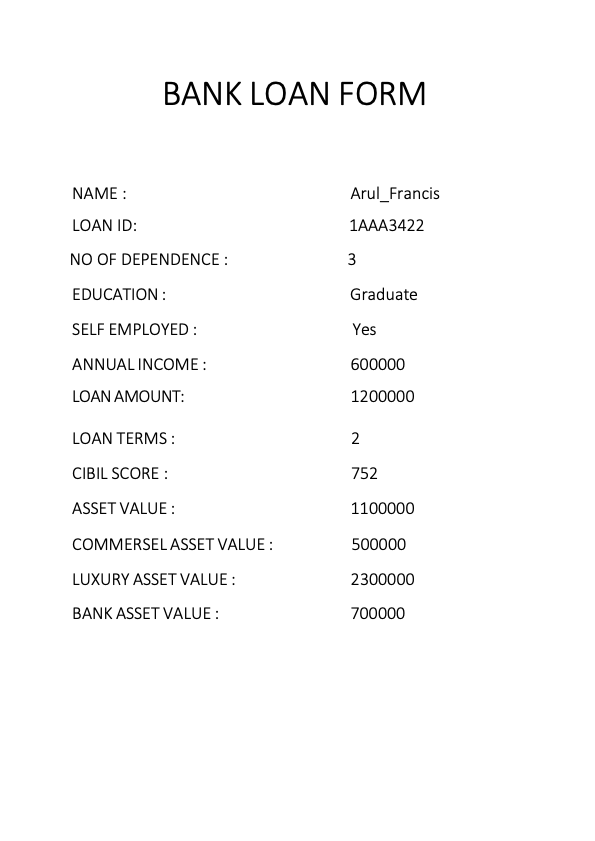 BANK LOAN FORM
NAME : Arul_Francis
LOAN ID: 1AAA3422
NO OF DEPENDENCE : 3
EDUCATION : Graduate
SELF EMPLOYED : Yes
ANNUAL INCOME : 600000
LOAN AMOUNT: 1200000
LOAN TERMS : 2
CIBIL SCORE : 752
ASSET VALUE : 1100000
COMMERSEL ASSET VALUE : 500000
LUXURY ASSET VALUE : 2300000
BANK ASSET VALUE : 700000